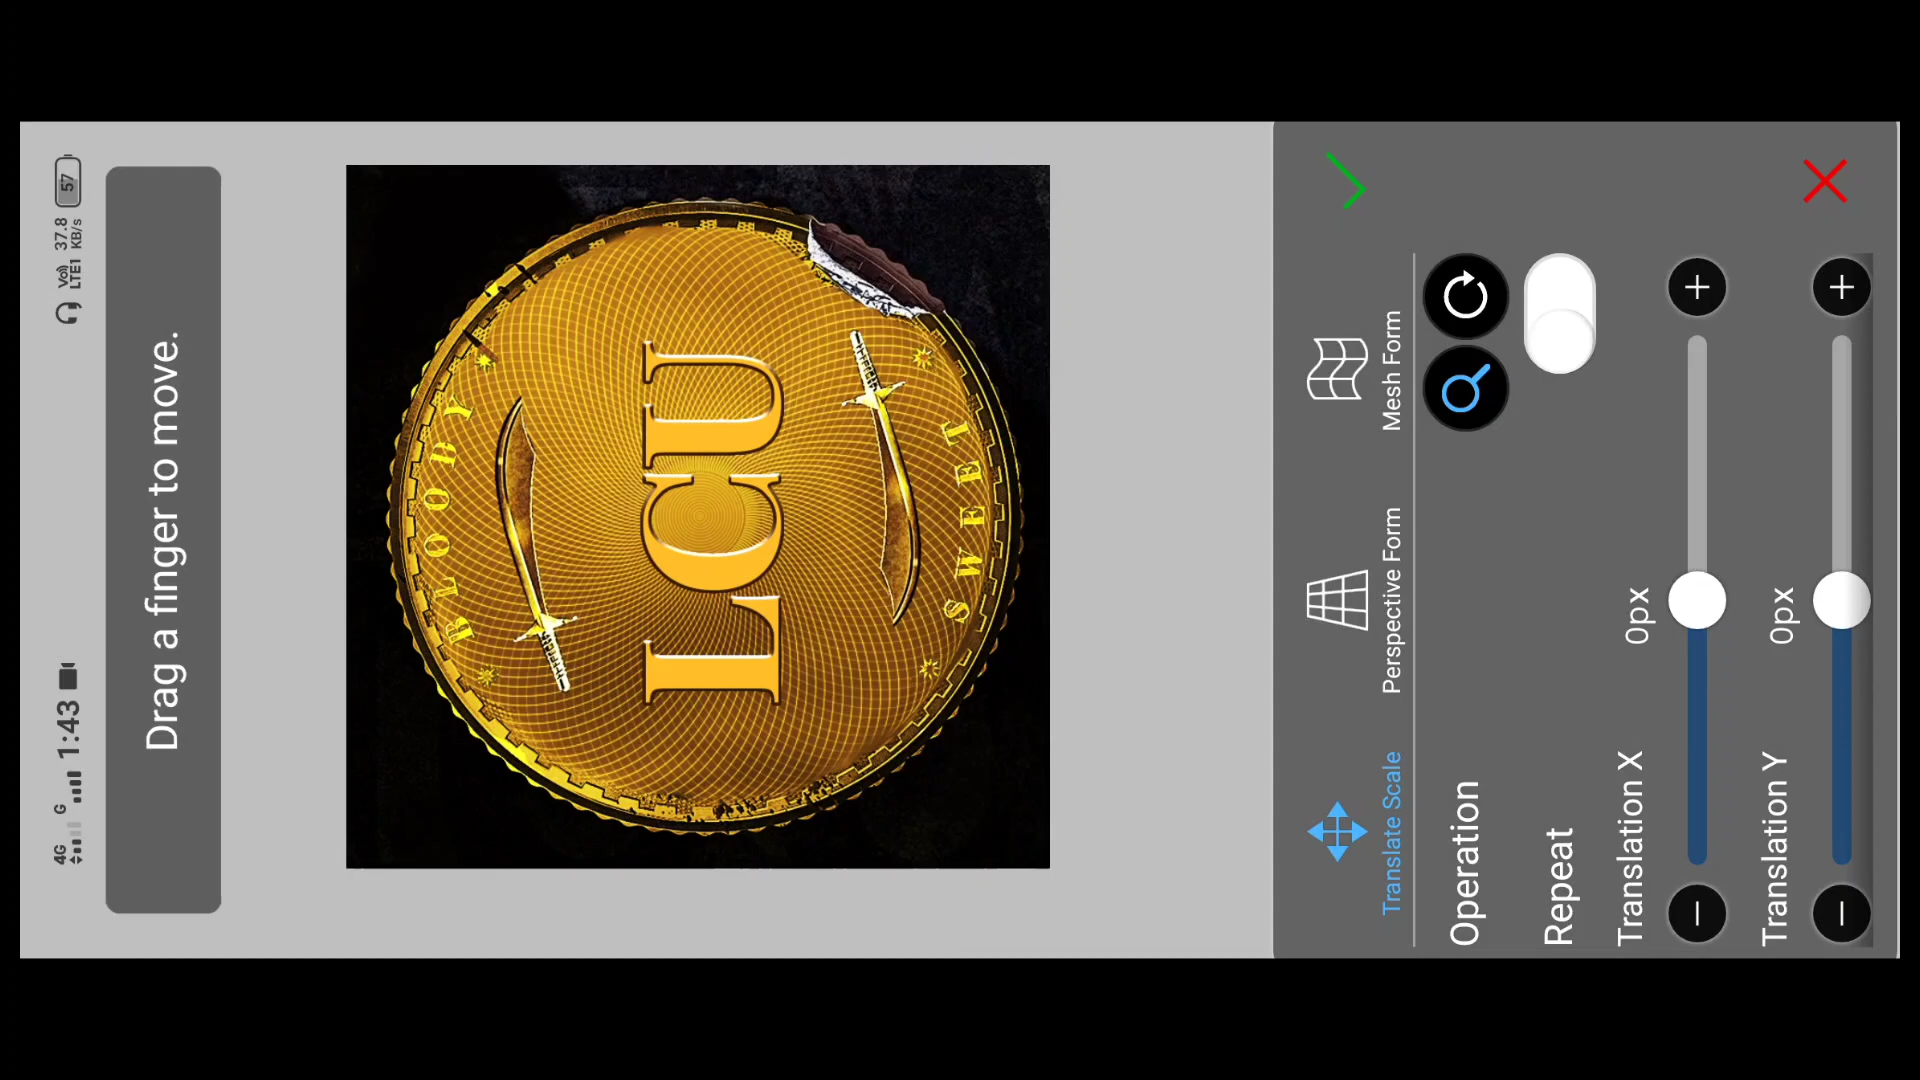 4G G 1:43 Vo) LTE1 37.8 KB/s 57
Drag a finger to move.
BLOODY
LCU
SWEET
Translate Scale Perspective Form Mesh Form
Operation
Repeat
Translation X 0px
Translation Y 0px